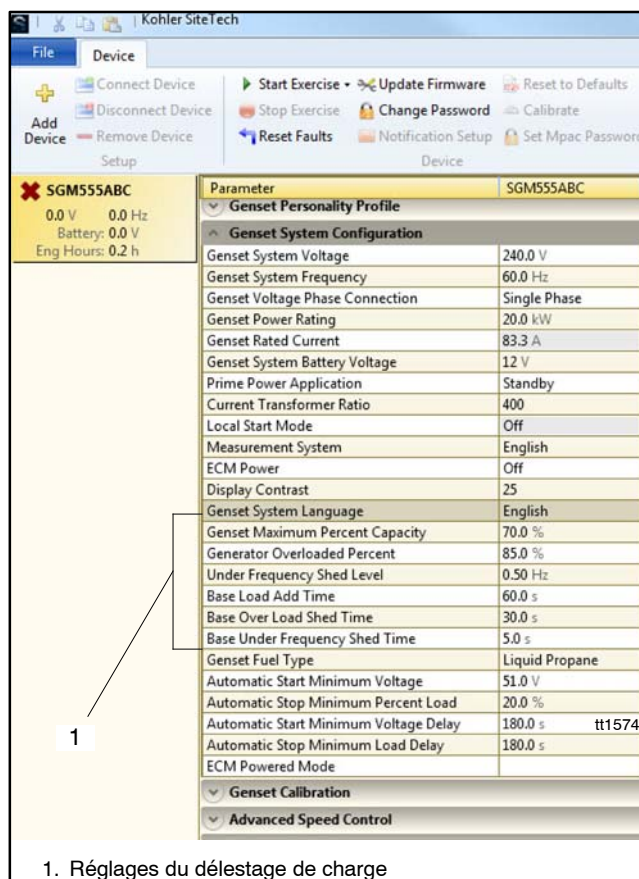 Kohler SiteTech
File Device
Add Device
Connect Device
Disconnect Device
Remove Device
Setup
Start Exercise
Stop Exercise
Reset Faults
Update Firmware
Change Password
Notification Setup
Reset to Defaults
Calibrate
Set Mpac Passwor
Device
SGM555ABC
0.0 V 0.0 Hz
Battery: 0.0 V
Eng Hours: 0.2 h
Parameter SGM555ABC
Genset Personality Profile
Genset System Configuration
Genset System Voltage 240.0 V
Genset System Frequency 60.0 Hz
Genset Voltage Phase Connection Single Phase
Genset Power Rating 20.0 kW
Genset Rated Current 83.3 A
Genset System Battery Voltage 12 V
Prime Power Application Standby
Current Transformer Ratio 400
Local Start Mode Off
Measurement System English
ECM Power Off
Display Contrast 25
Genset System Language English
Genset Maximum Percent Capacity 70.0 %
Generator Overloaded Percent 85.0 %
Under Frequency Shed Level 0.50 Hz
Base Load Add Time 60.0 s
Base Over Load Shed Time 30.0 s
Base Under Frequency Shed Time 5.0 s
Genset Fuel Type Liquid Propane
Automatic Start Minimum Voltage 51.0 V
Automatic Stop Minimum Percent Load 20.0 %
Automatic Start Minimum Voltage Delay 180.0 s tt1574
Automatic Stop Minimum Load Delay 180.0 s
ECM Powered Mode
Genset Calibration
Advanced Speed Control
1
1. Réglages du délestage de charge